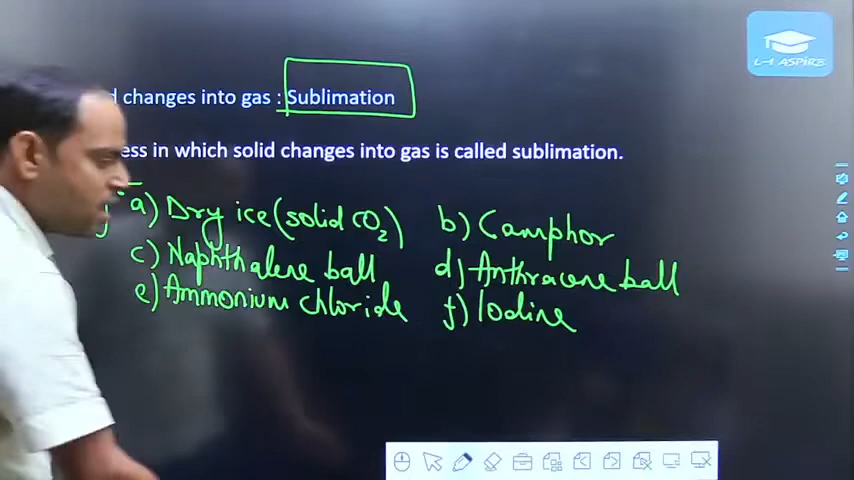 L-1 ASPIRE
changes into gas : Sublimation
in which solid changes into gas is called sublimation.
a) Dry ice (solid CO2) b) Camphor
c) Naphthalene ball d) Anthracene ball
e) Ammonium chloride f) Iodine